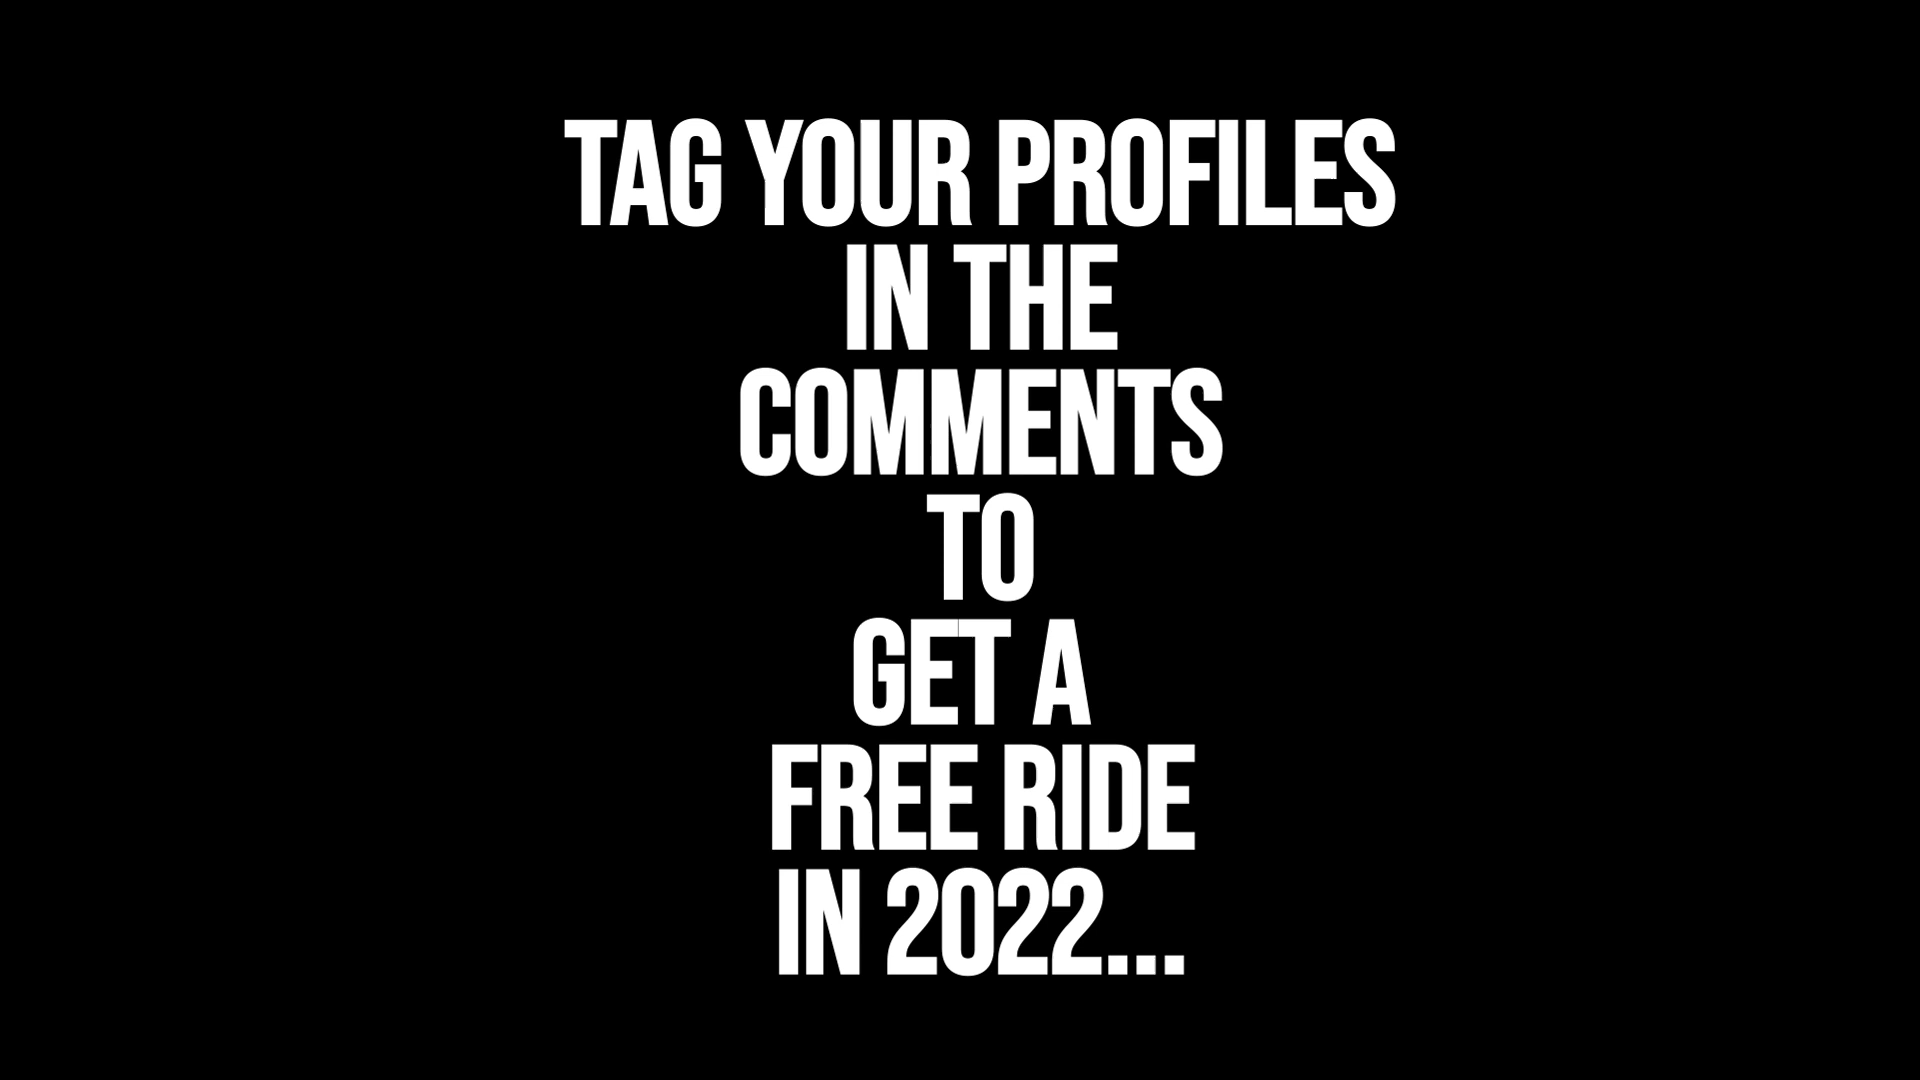 TAG YOUR PROFILES
IN THE
COMMENTS
TO
GET A
FREE RIDE
IN 2022...